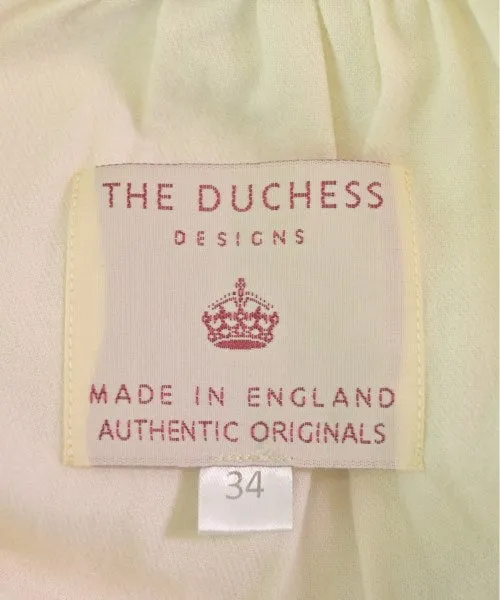 THE DUCHESS
DESIGNS
MADE IN ENGLAND
AUTHENTIC ORIGINALS
34